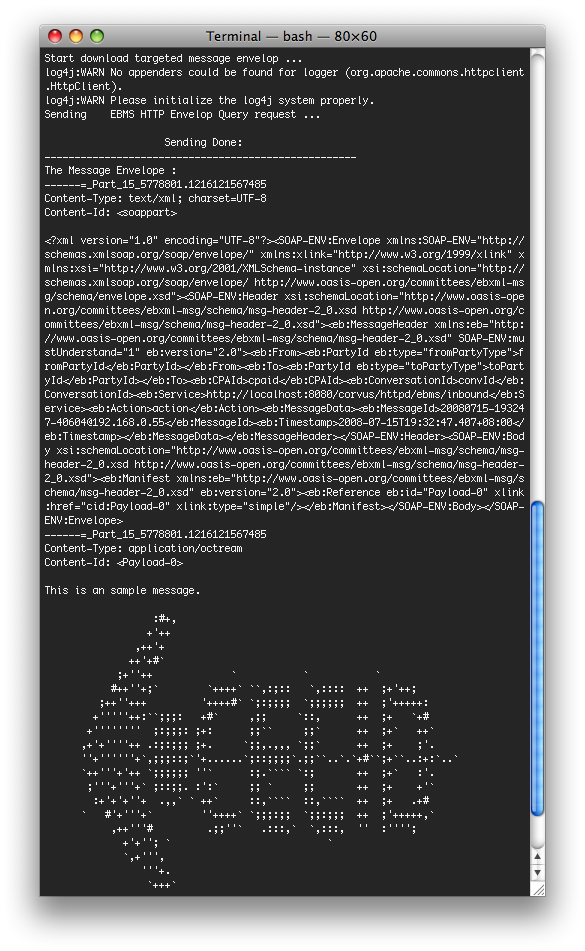 Terminal — bash — 80×60
Start download targeted message envelop ...
log4j:WARN No appenders could be found for logger (org.apache.commons.httpclient
.HttpClient).
log4j:WARN Please initialize the log4j system properly.
Sending    EBMS HTTP Envelop Query request ...
Sending Done:
----------------------------------------------------
The Message Envelope :
------=_Part_15_5778801.1216121567485
Content-Type: text/xml; charset=UTF-8
Content-Id: <soappart>
<?xml version="1.0" encoding="UTF-8"?><SOAP-ENV:Envelope xmlns:SOAP-ENV="http://
schemas.xmlsoap.org/soap/envelope/" xmlns:xlink="http://www.w3.org/1999/xlink" x
mlns:xsi="http://www.w3.org/2001/XMLSchema-instance" xsi:schemaLocation="http://
schemas.xmlsoap.org/soap/envelope/ http://www.oasis-open.org/committees/ebxml-ms
g/schema/envelope.xsd"><SOAP-ENV:Header xsi:schemaLocation="http://www.oasis-ope
n.org/committees/ebxml-msg/schema/msg-header-2_0.xsd http://www.oasis-open.org/c
ommittees/ebxml-msg/schema/msg-header-2_0.xsd"><eb:MessageHeader xmlns:eb="http:
//www.oasis-open.org/committees/ebxml-msg/schema/msg-header-2_0.xsd" SOAP-ENV:mu
stUnderstand="1" eb:version="2.0"><eb:From><eb:PartyId eb:type="fromPartyType">f
romPartyId</eb:PartyId></eb:From><eb:To><eb:PartyId eb:type="toPartyType">toPart
yId</eb:PartyId></eb:To><eb:CPAId>cpaid</eb:CPAId><eb:ConversationId>convId</eb:
ConversationId><eb:Service>http://localhost:8080/corvus/httpd/ebms/inbound</eb:S
ervice><eb:Action>action</eb:Action><eb:MessageData><eb:MessageId>20080715-19324
7-406040192.168.0.55</eb:MessageId><eb:Timestamp>2008-07-15T19:32:47.407+08:00</
eb:Timestamp></eb:MessageData></eb:MessageHeader></SOAP-ENV:Header><SOAP-ENV:Bod
y xsi:schemaLocation="http://www.oasis-open.org/committees/ebxml-msg/schema/msg-
header-2_0.xsd http://www.oasis-open.org/committees/ebxml-msg/schema/msg-header-
2_0.xsd"><eb:Manifest xmlns:eb="http://www.oasis-open.org/committees/ebxml-msg/s
chema/msg-header-2_0.xsd" eb:version="2.0"><eb:Reference eb:id="Payload-0" xlink
:href="cid:Payload-0" xlink:type="simple"/></eb:Manifest></SOAP-ENV:Body></SOAP-
ENV:Envelope>
------=_Part_15_5778801.1216121567485
Content-Type: application/octream
Content-Id: <Payload-0>
This is an sample message.